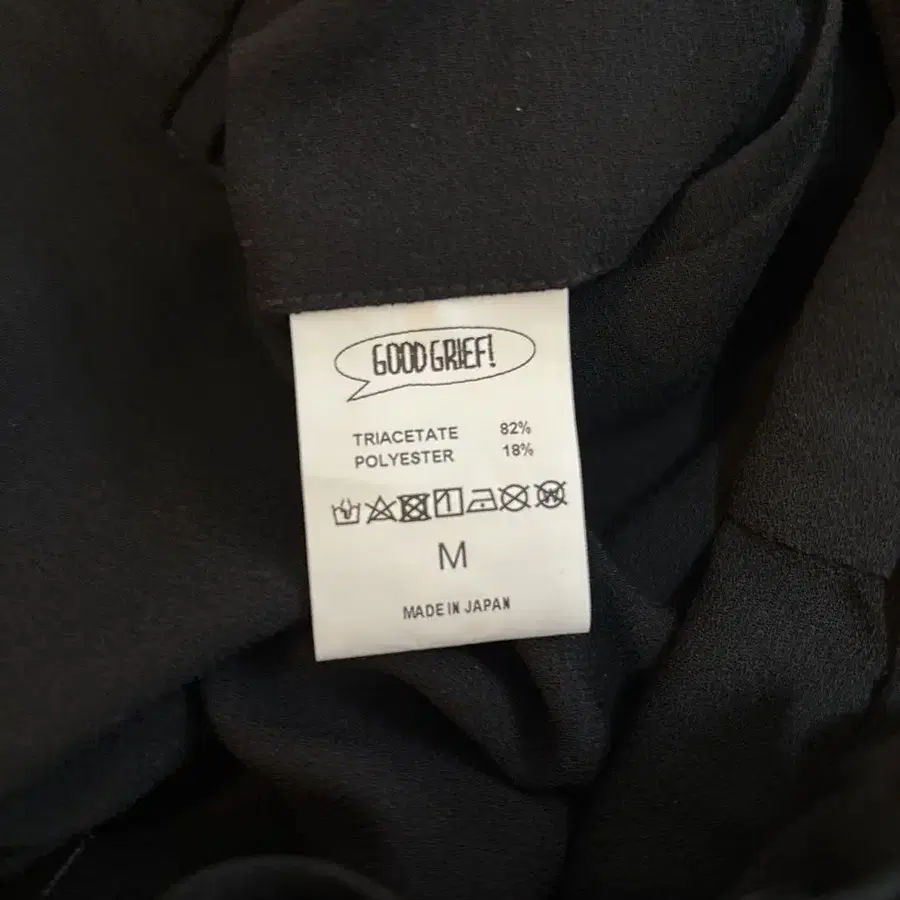 GOOD GRIEF!
TRIACETATE 82%
POLYESTER 18%
M
MADE IN JAPAN